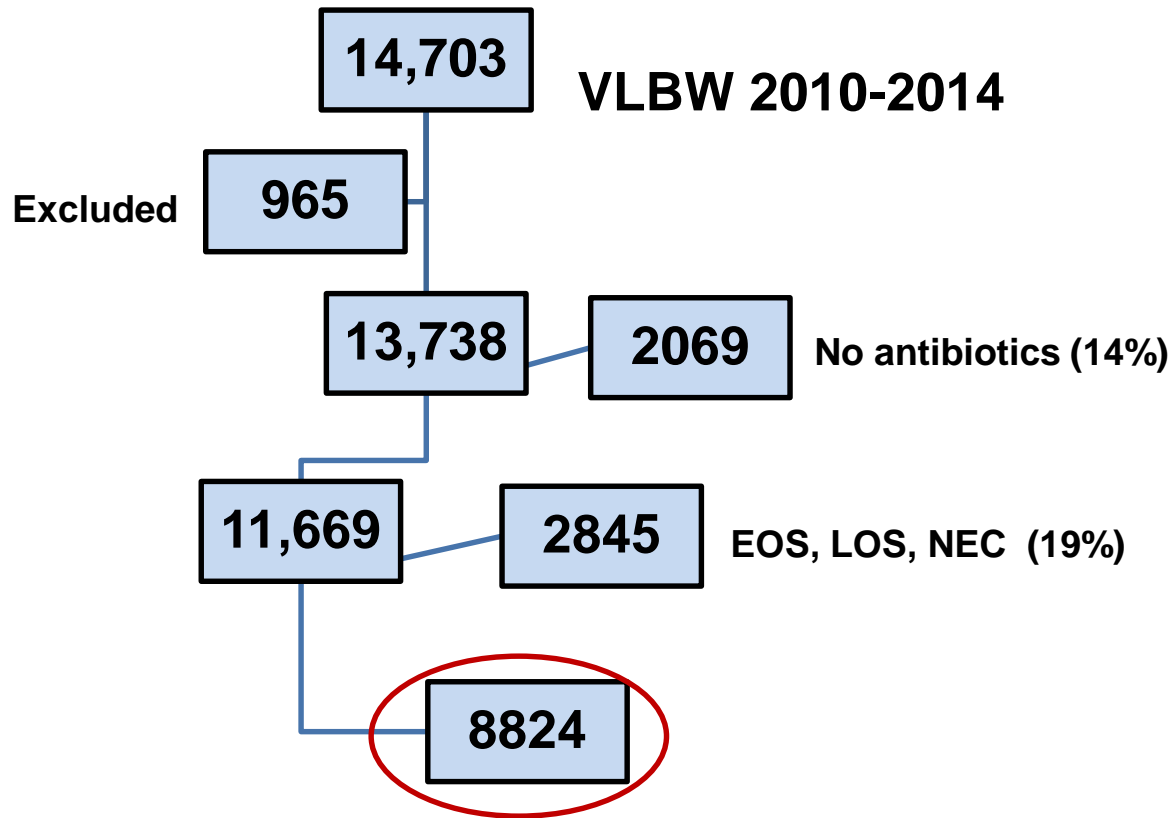 14,703
VLBW 2010-2014
Excluded
965
13,738
2069
No antibiotics (14%)
11,669
2845
EOS, LOS, NEC  (19%)
8824